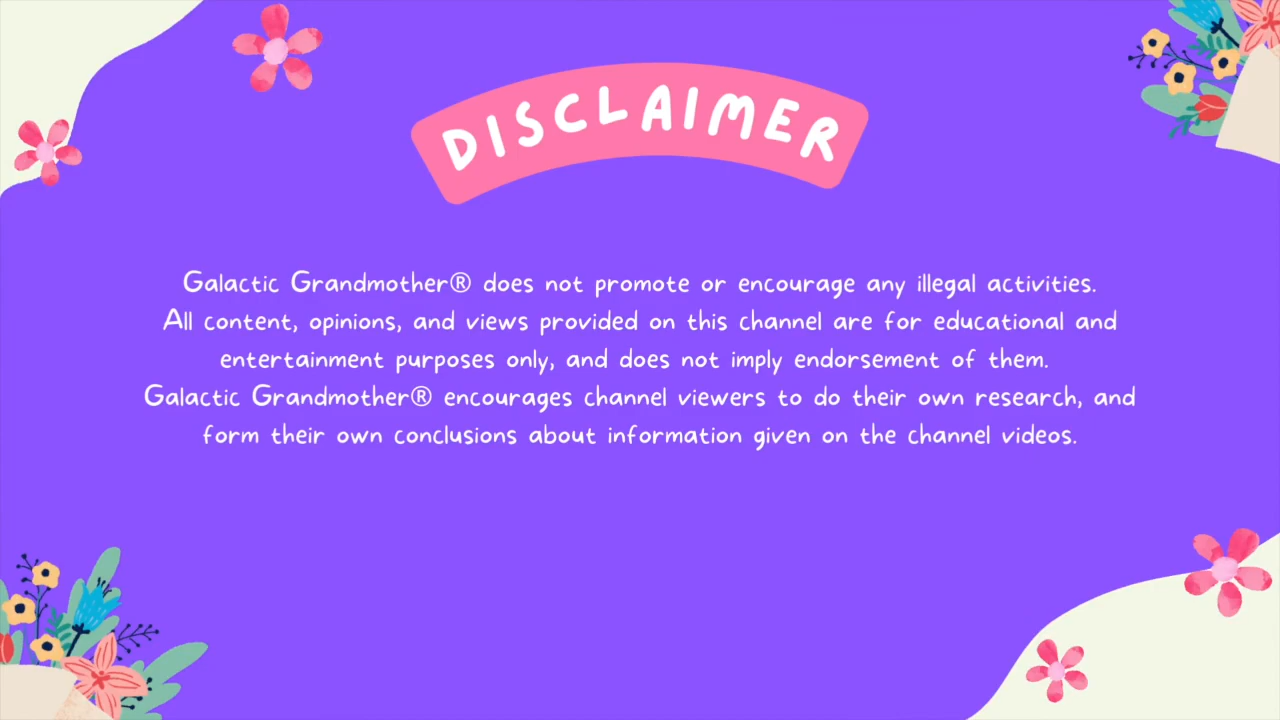 DISCLAIMER
Galactic Grandmother® does not promote or encourage any illegal activities.
All content, opinions, and views provided on this channel are for educational and
entertainment purposes only, and does not imply endorsement of them.
Galactic Grandmother® encourages channel viewers to do their own research, and
form their own conclusions about information given on the channel videos.